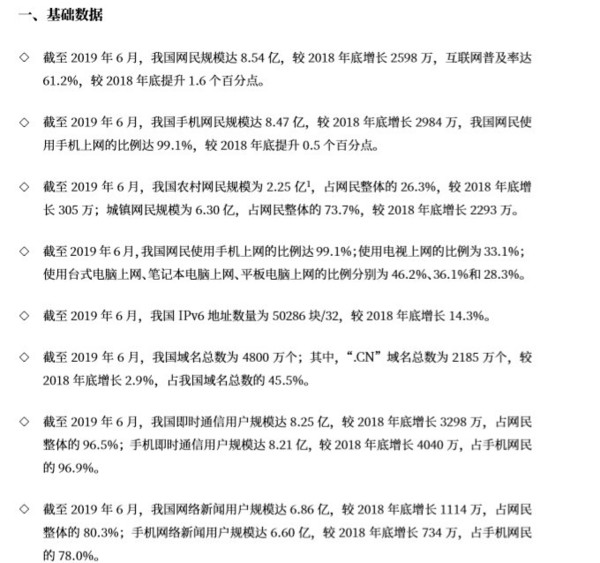 一、基础数据
◇ 截至 2019 年 6 月，我国网民规模达 8.54 亿，较 2018 年底增长 2598 万，互联网普及率达
61.2%，较 2018 年底提升 1.6 个百分点。
◇ 截至 2019 年 6 月，我国手机网民规模达 8.47 亿，较 2018 年底增长 2984 万，我国网民使
用手机上网的比例达 99.1%，较 2018 年底提升 0.5 个百分点。
◇ 截至 2019 年 6 月，我国农村网民规模为 2.25 亿¹，占网民整体的 26.3%，较 2018 年底增
长 305 万；城镇网民规模为 6.30 亿，占网民整体的 73.7%，较 2018 年底增长 2293 万。
◇ 截至 2019 年 6 月，我国网民使用手机上网的比例达 99.1%；使用电视上网的比例为 33.1%；
使用台式电脑上网、笔记本电脑上网、平板电脑上网的比例分别为 46.2%、36.1%和 28.3%。
◇ 截至 2019 年 6 月，我国 IPv6 地址数量为 50286 块/32，较 2018 年底增长 14.3%。
◇ 截至 2019 年 6 月，我国域名总数为 4800 万个；其中，“.CN”域名总数为 2185 万个，较
2018 年底增长 2.9%，占我国域名总数的 45.5%。
◇ 截至 2019 年 6 月，我国即时通信用户规模达 8.25 亿，较 2018 年底增长 3298 万，占网民
整体的 96.5%；手机即时通信用户规模达 8.21 亿，较 2018 年底增长 4040 万，占手机网民
的 96.9%。
◇ 截至 2019 年 6 月，我国网络新闻用户规模达 6.86 亿，较 2018 年底增长 1114 万，占网民
整体的 80.3%；手机网络新闻用户规模达 6.60 亿，较 2018 年底增长 734 万，占手机网民
的 78.0%。